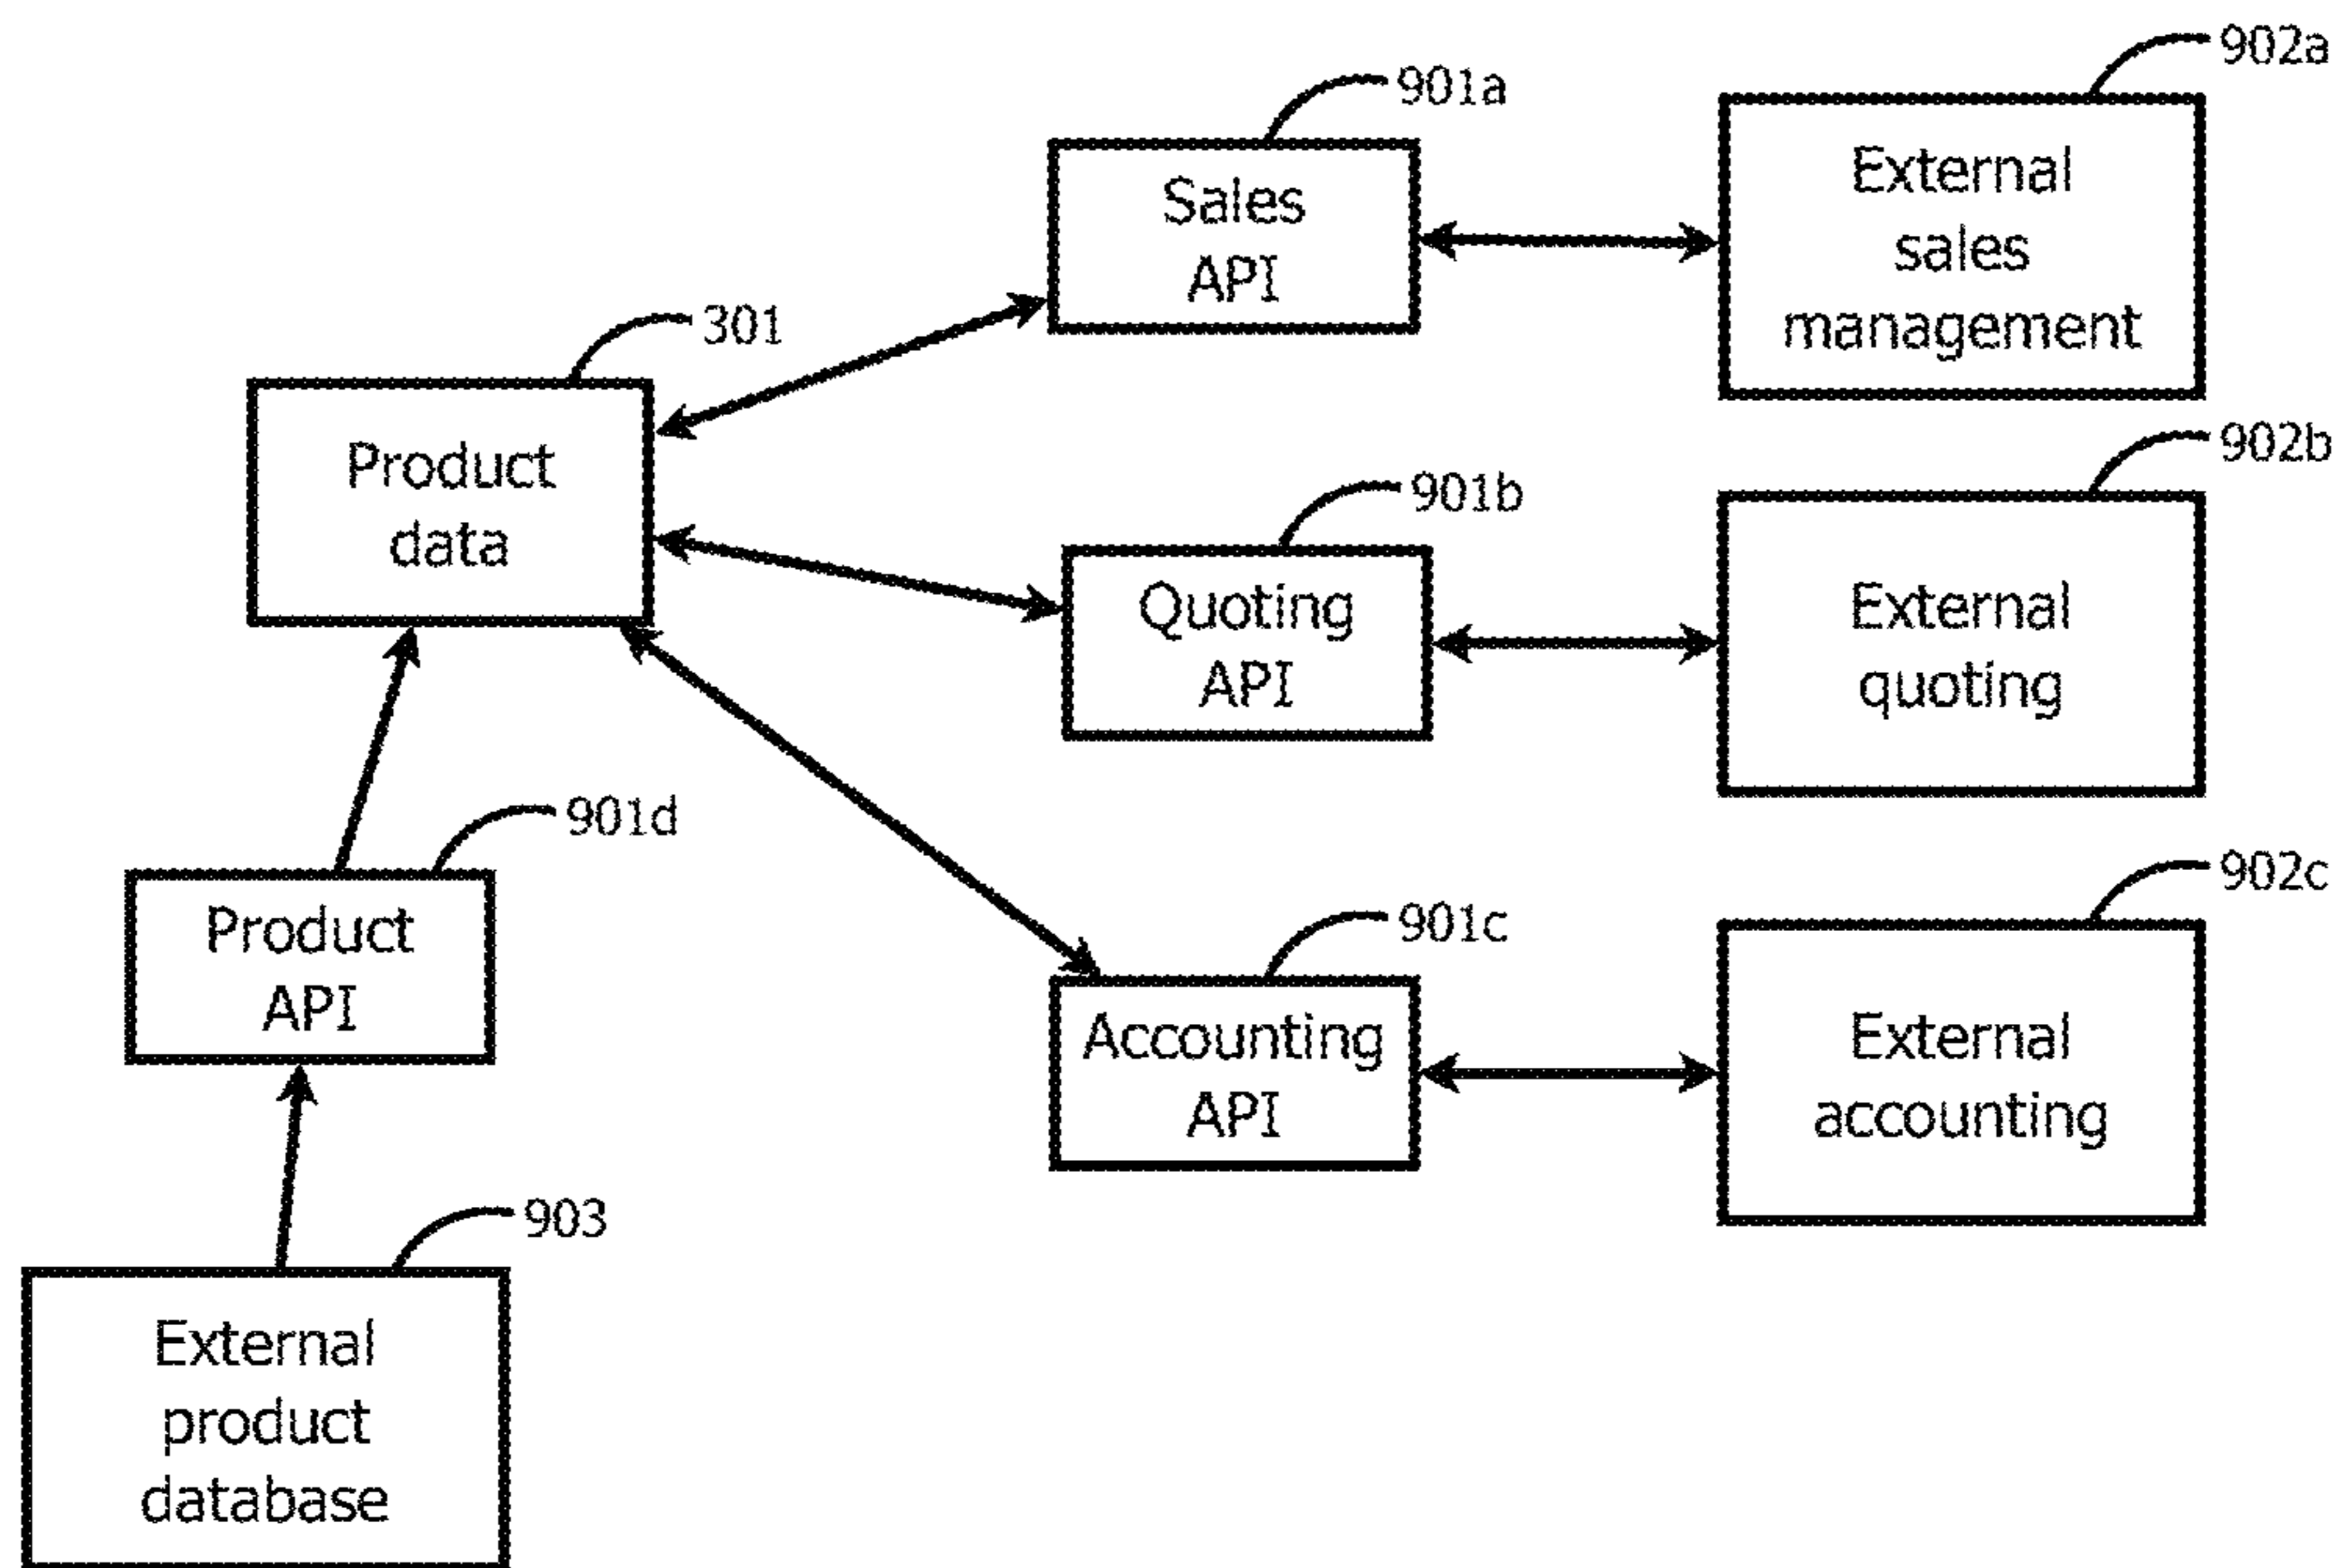 902a
901a
External
sales
management
Sales
API
301
Product
data
902b
901b
External
quoting
Quoting
API
901d
Product
API
902c
901c
External
accounting
Accounting
API
903
External
product
database